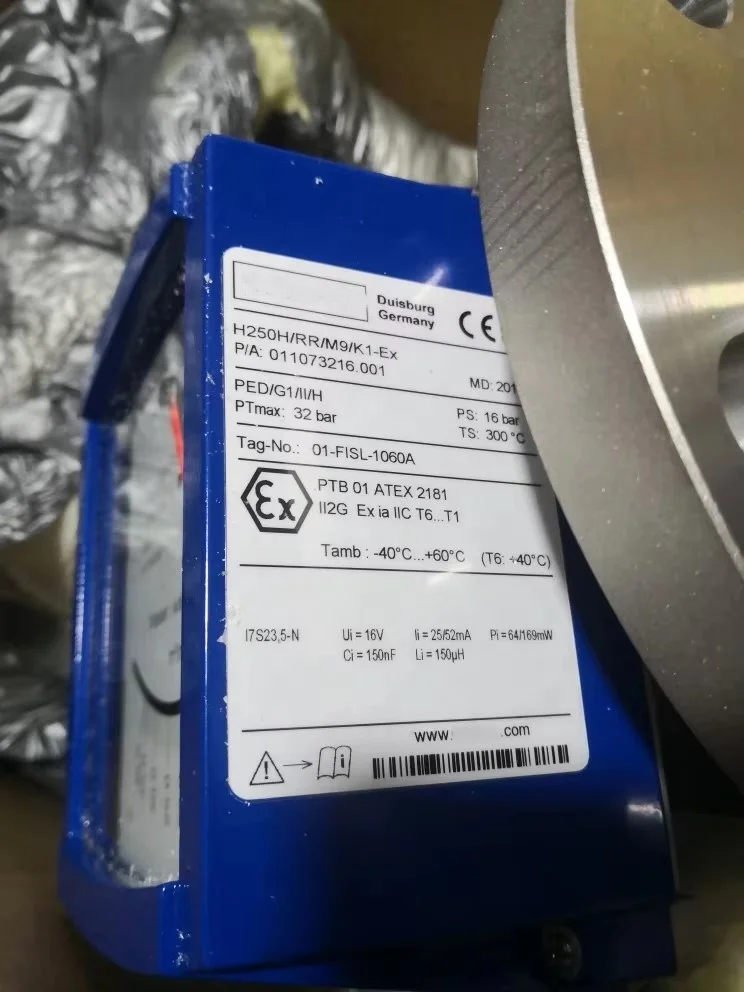 Duisburg
Germany
CE
H250H/RR/M9/K1-Ex
P/A: 011073216.001
MD: 201
PED/G1/II/H
PTmax: 32 bar
PS: 16 bar
TS: 300 °C
Tag-No.: 01-FISL-1060A
Ex
PTB 01 ATEX 2181
II2G Ex ia IIC T6...T1
Tamb : -40°C...+60°C (T6: +40°C)
I7S23,5-N Ui = 16V Ii = 25/52mA Pi = 64/169mW
Ci = 150nF Li = 150µH
www. .com
i